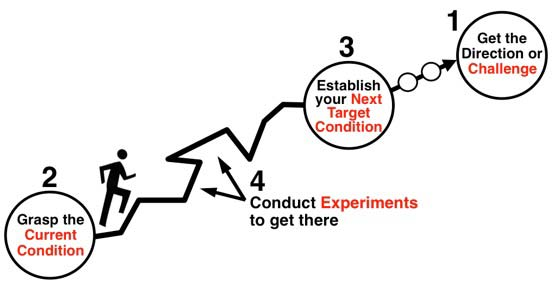 1
Get the
Direction or
Challenge
3
Establish
your Next
Target
Condition
2
Grasp the
Current
Condition
4
Conduct Experiments
to get there